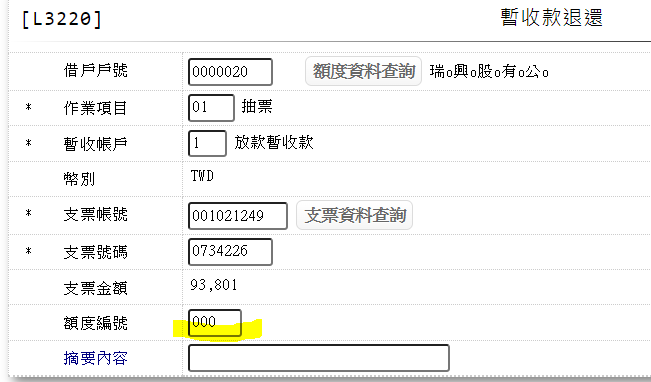 [L3220] 暫收款退還
借戶戶號 0000020 額度資料查詢 瑞o興o股o有o公o
* 作業項目 01 抽票
* 暫收帳戶 1 放款暫收款
幣別 TWD
* 支票帳號 001021249 支票資料查詢
* 支票號碼 0734226
支票金額 93,801
額度編號 000
摘要內容